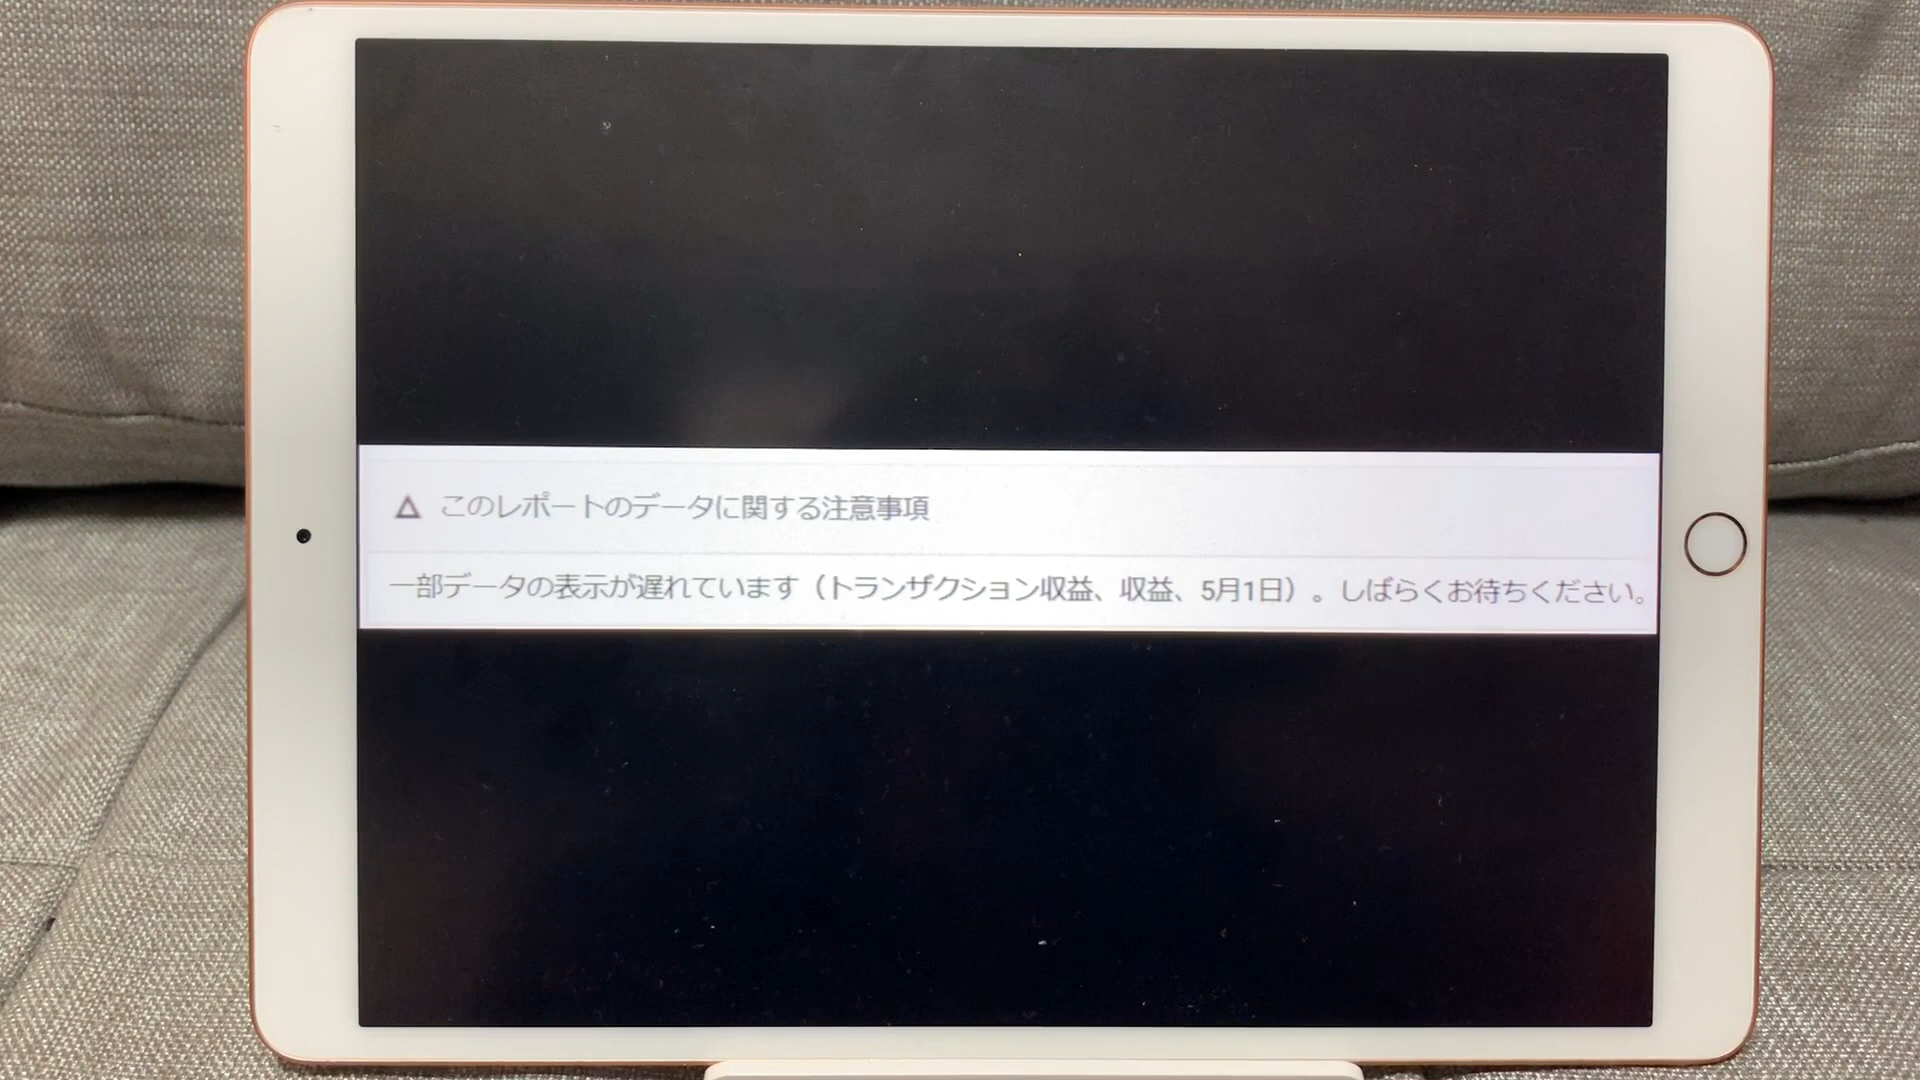 ⚠ このレポートのデータに関する注意事項
一部データの表示が遅れています（トランザクション収益、収益、5月1日）。しばらくお待ちください。